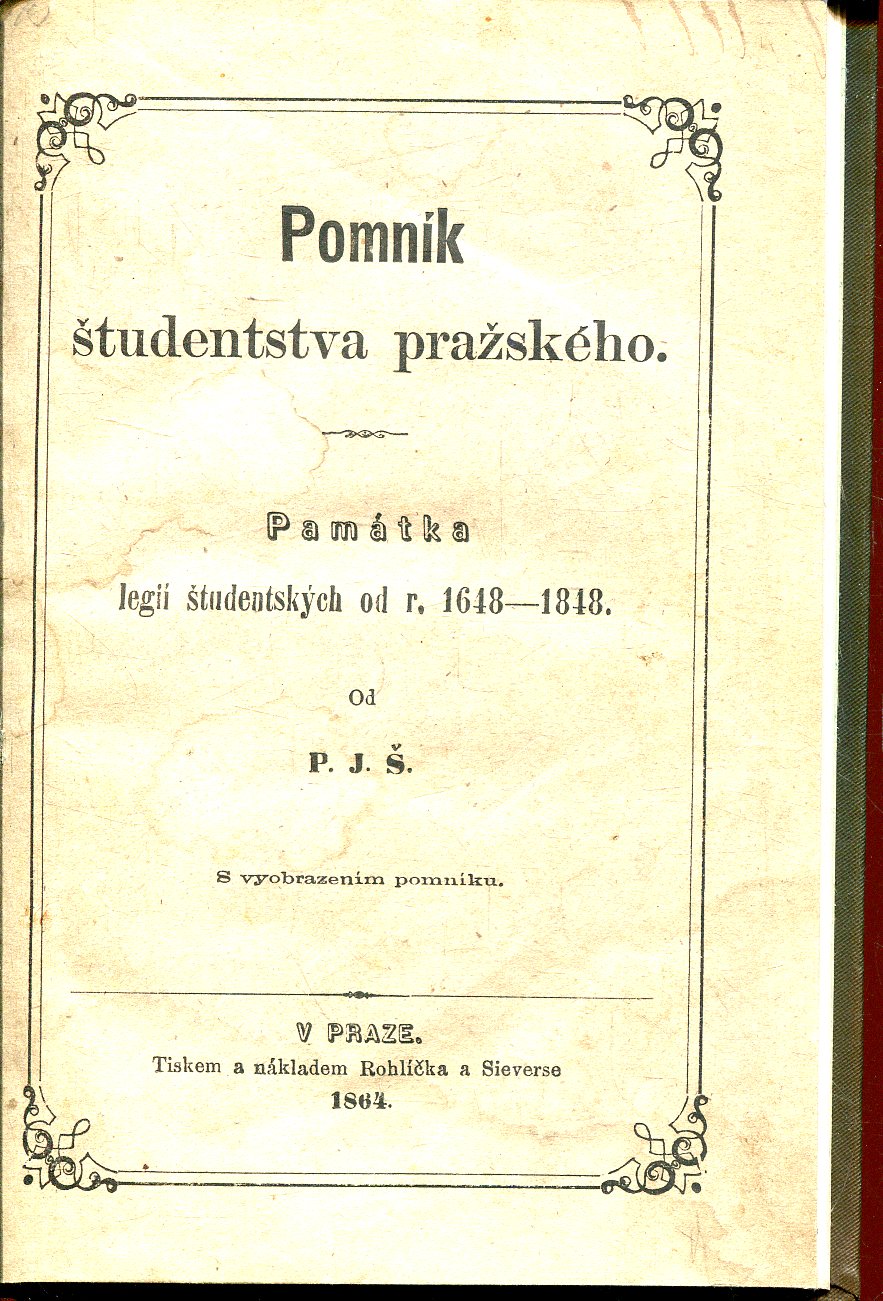 Pomník
študentstva pražského.
Památka
legií študentských od r. 1648—1848.
Od
P. J. Š.
S vyobrazením pomníku.
V PRAZE.
Tiskem a nákladem Rohlíčka a Sieverse
1864.